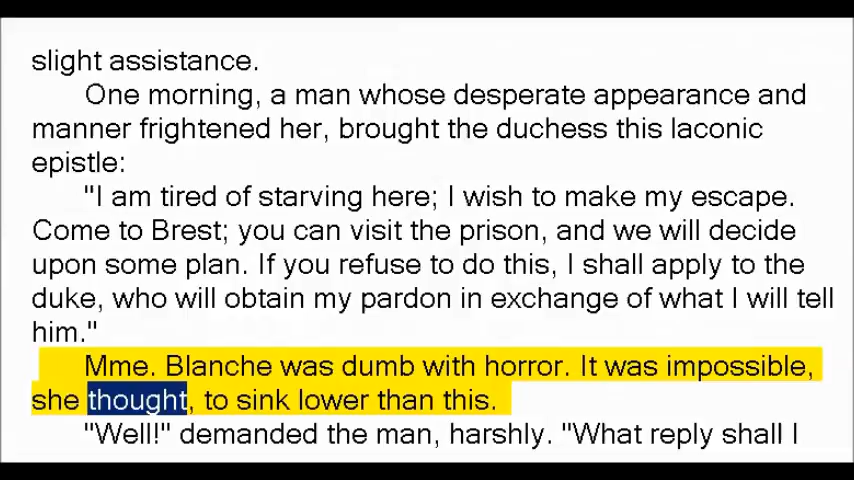 slight assistance.
One morning, a man whose desperate appearance and
manner frightened her, brought the duchess this laconic
epistle:
"I am tired of starving here; I wish to make my escape.
Come to Brest; you can visit the prison, and we will decide
upon some plan. If you refuse to do this, I shall apply to the
duke, who will obtain my pardon in exchange of what I will tell
him."
Mme. Blanche was dumb with horror. It was impossible,
she thought, to sink lower than this.
"Well!" demanded the man, harshly. "What reply shall I